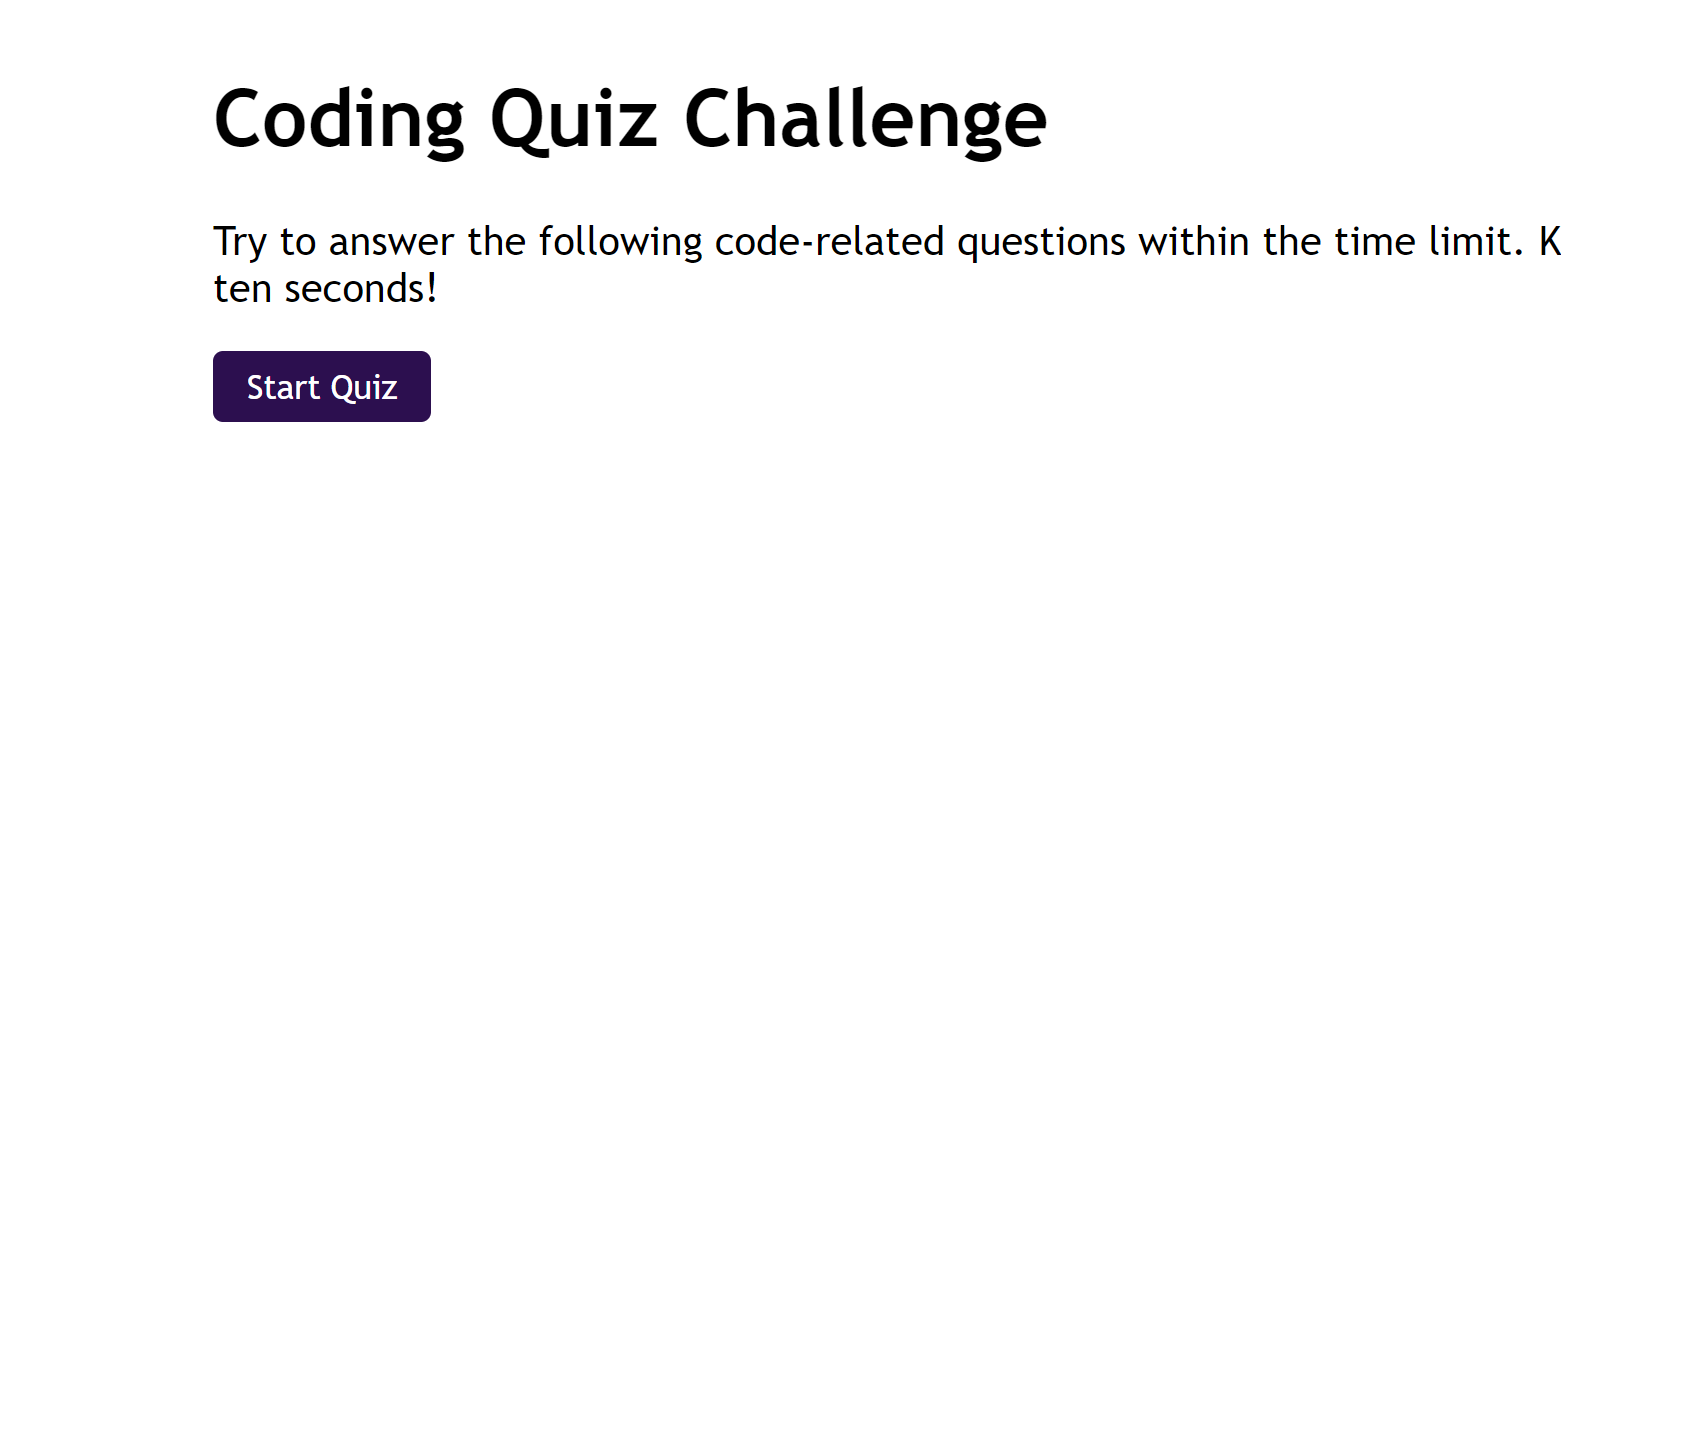 Coding Quiz Challenge
Try to answer the following code-related questions within the time limit. K
ten seconds!
Start Quiz